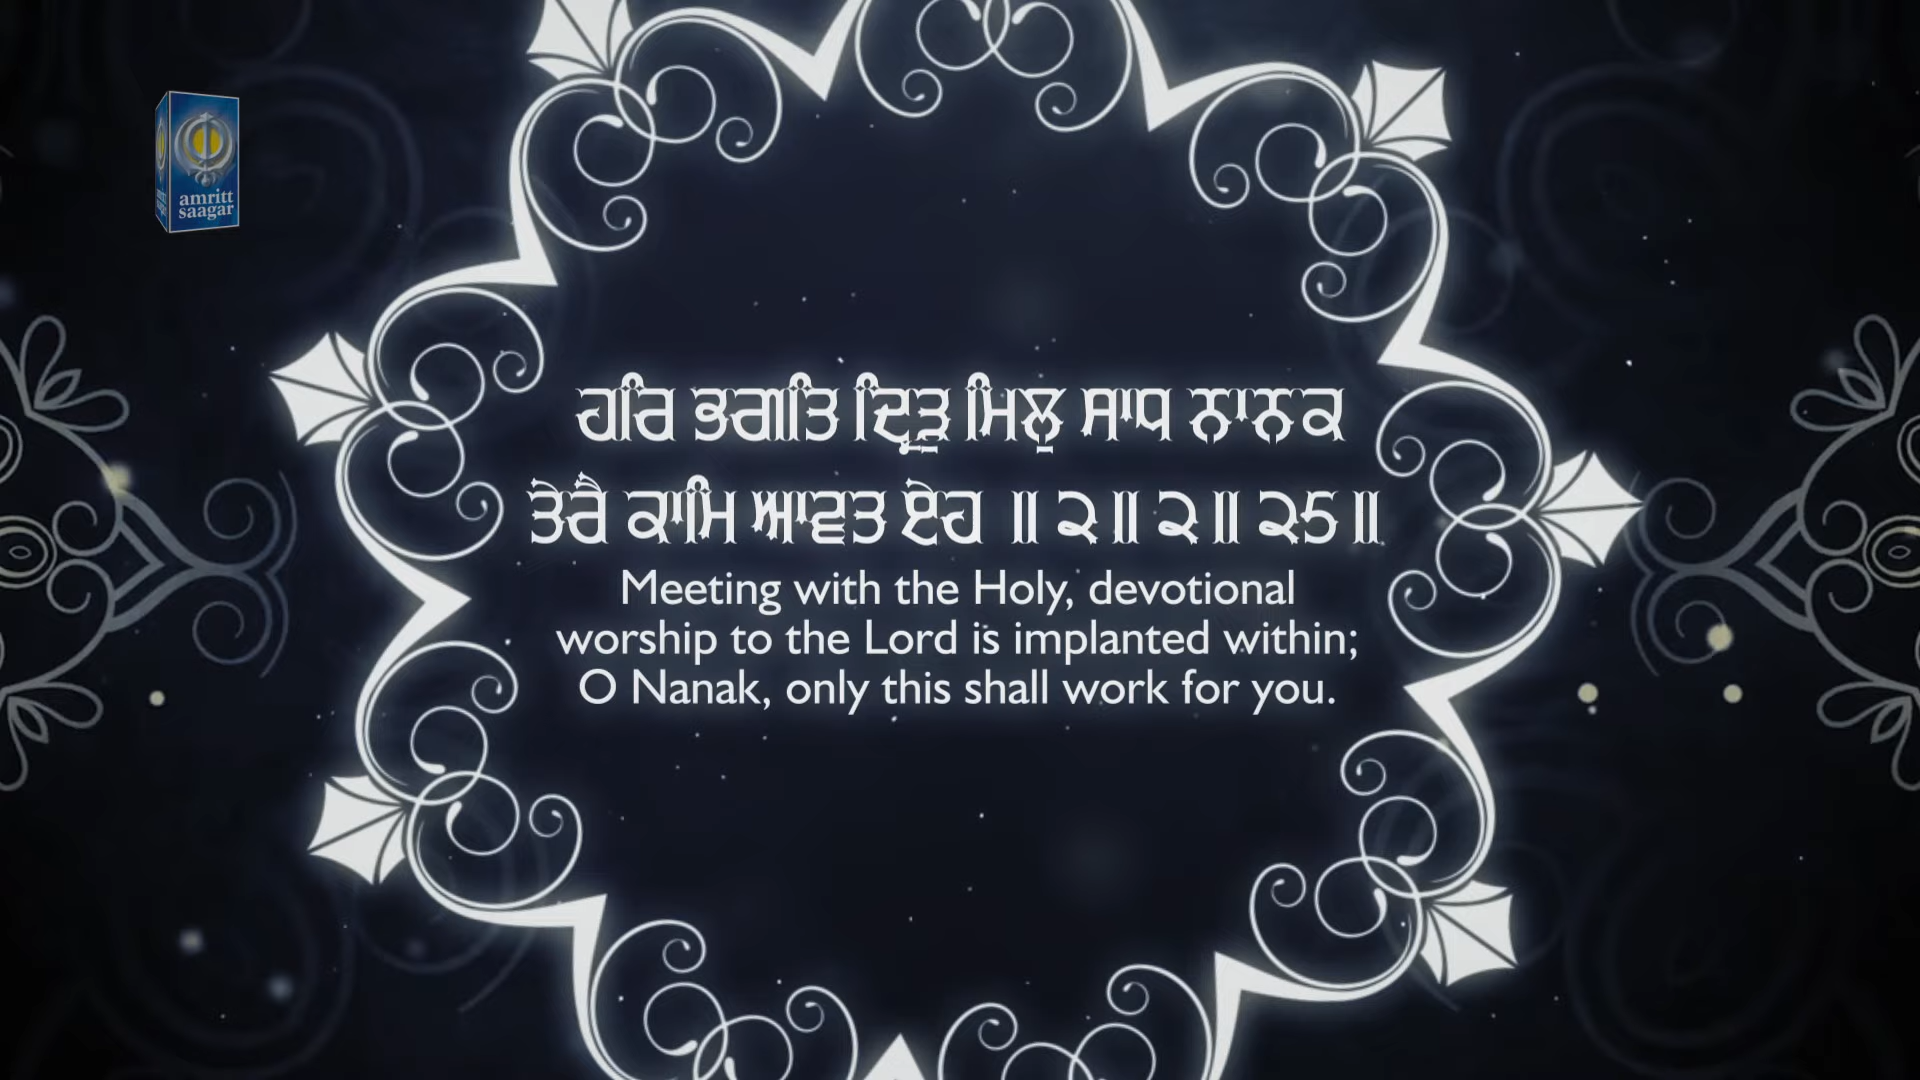 amritt
saagar
ਹਰਿ ਭਗਤਿ ਦ੍ਰਿੜੁ ਮਿਲੁ ਸਾਧ ਨਾਨਕ
ਤੇਰੈ ਕਾਮਿ ਆਵਤ ਏਹ ॥੨॥੨॥੨੬॥
Meeting with the Holy, devotional
worship to the Lord is implanted within;
O Nanak, only this shall work for you.